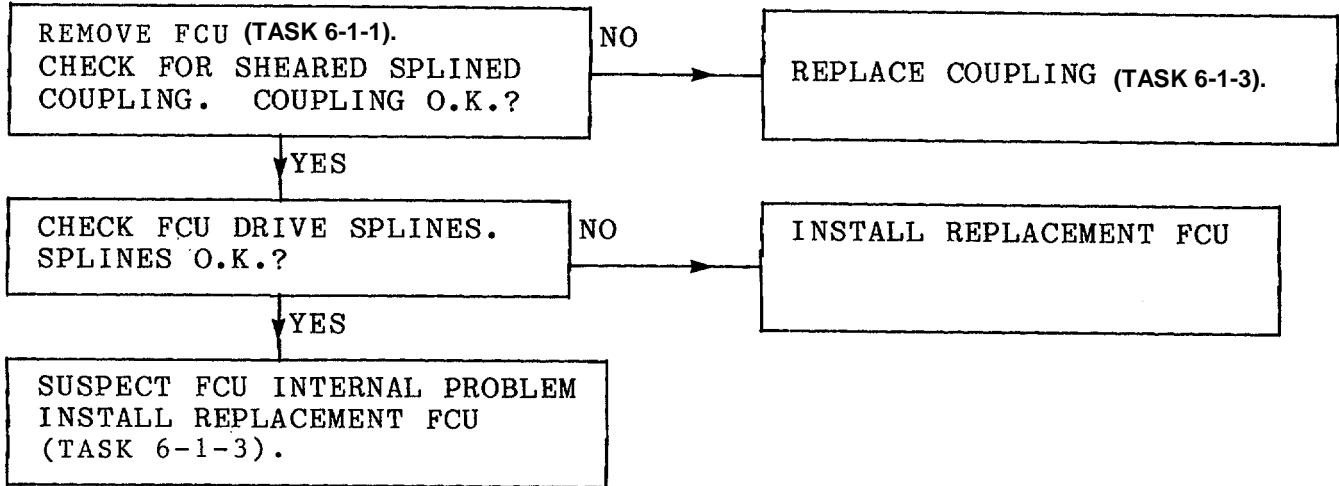 REMOVE FCU (TASK 6-1-1).
CHECK FOR SHEARED SPLINED
COUPLING. COUPLING O.K.?
NO
REPLACE COUPLING (TASK 6-1-3).
YES
CHECK FCU DRIVE SPLINES.
SPLINES O.K.?
NO
INSTALL REPLACEMENT FCU
YES
SUSPECT FCU INTERNAL PROBLEM
INSTALL REPLACEMENT FCU
(TASK 6-1-3).